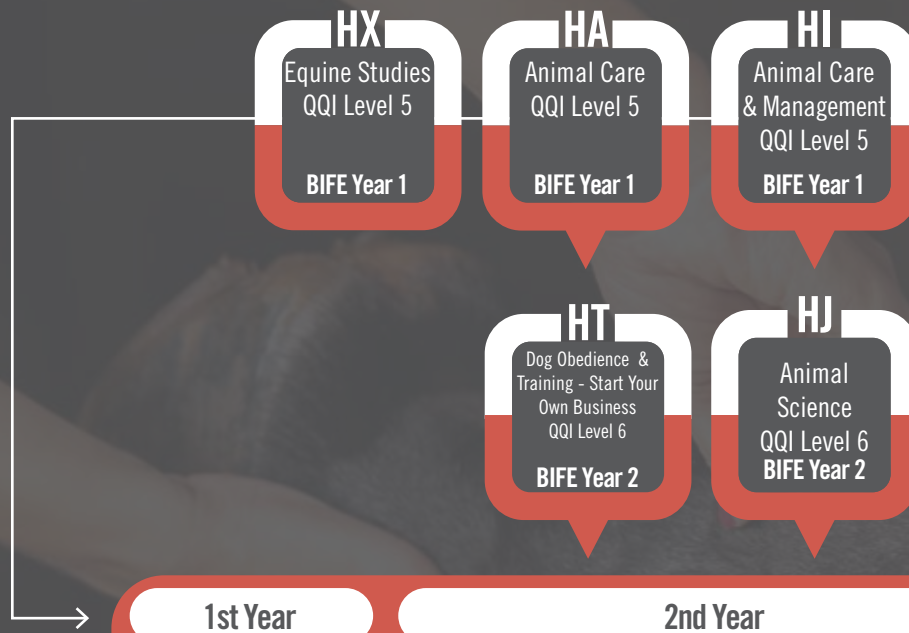 HX
Equine Studies
QQI Level 5
BIFE Year 1
HA
Animal Care
QQI Level 5
BIFE Year 1
HI
Animal Care
& Management
QQI Level 5
BIFE Year 1
HT
Dog Obedience &
Training - Start Your
Own Business
QQI Level 6
BIFE Year 2
HJ
Animal
Science
QQI Level 6
BIFE Year 2
1st Year
2nd Year